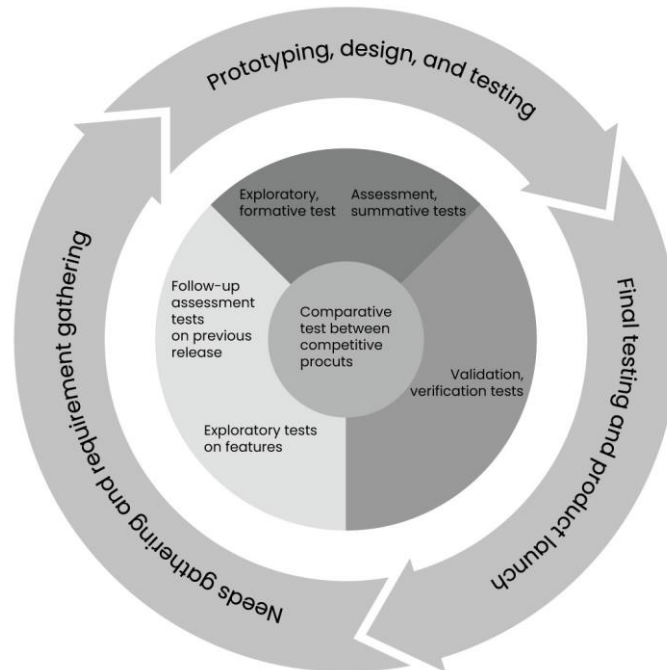 Prototyping, design, and testing
Exploratory,
formative test
Assessment,
summative tests
Follow-up
assessment
tests
on previous
release
Comparative
test between
competitive
procuts
Validation,
verification tests
Exploratory tests
on features
Needs gathering and requirement gathering
Final testing and product launch